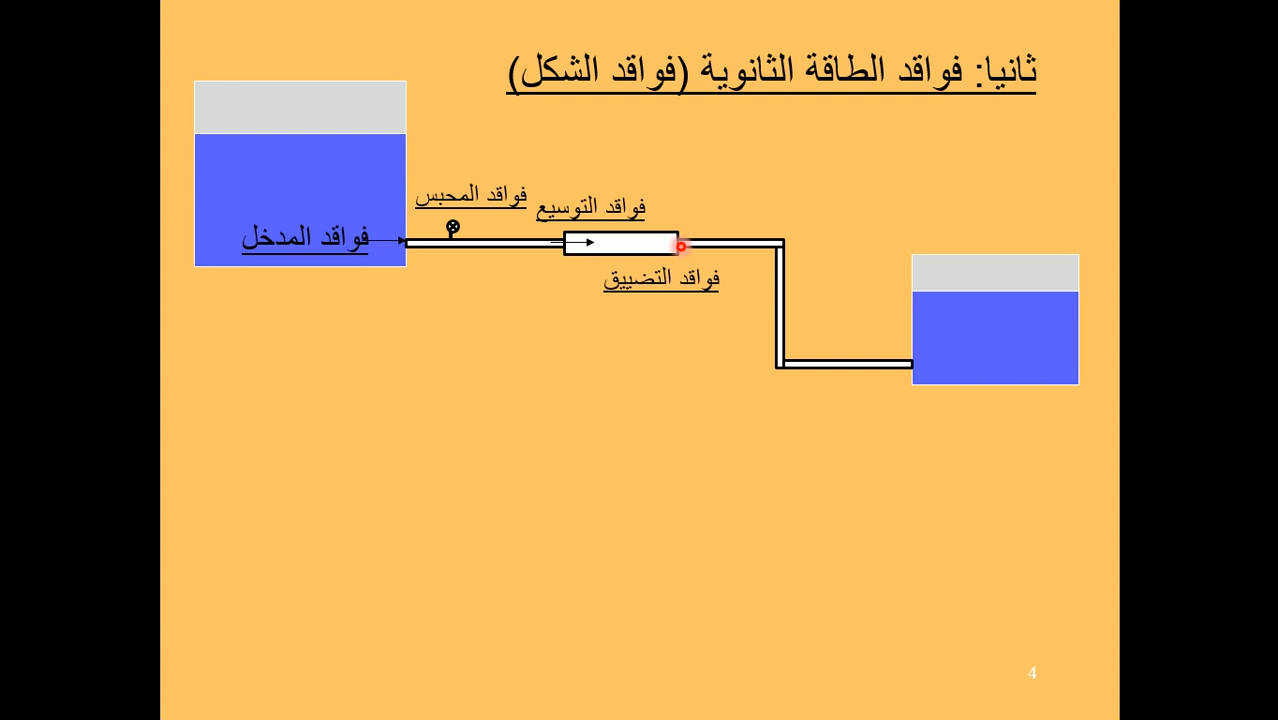 ثانيا: فواقد الطاقة الثانوية (فواقد الشكل)
فواقد المحبس
فواقد التوسيع
فواقد المدخل
فواقد التضييق
4